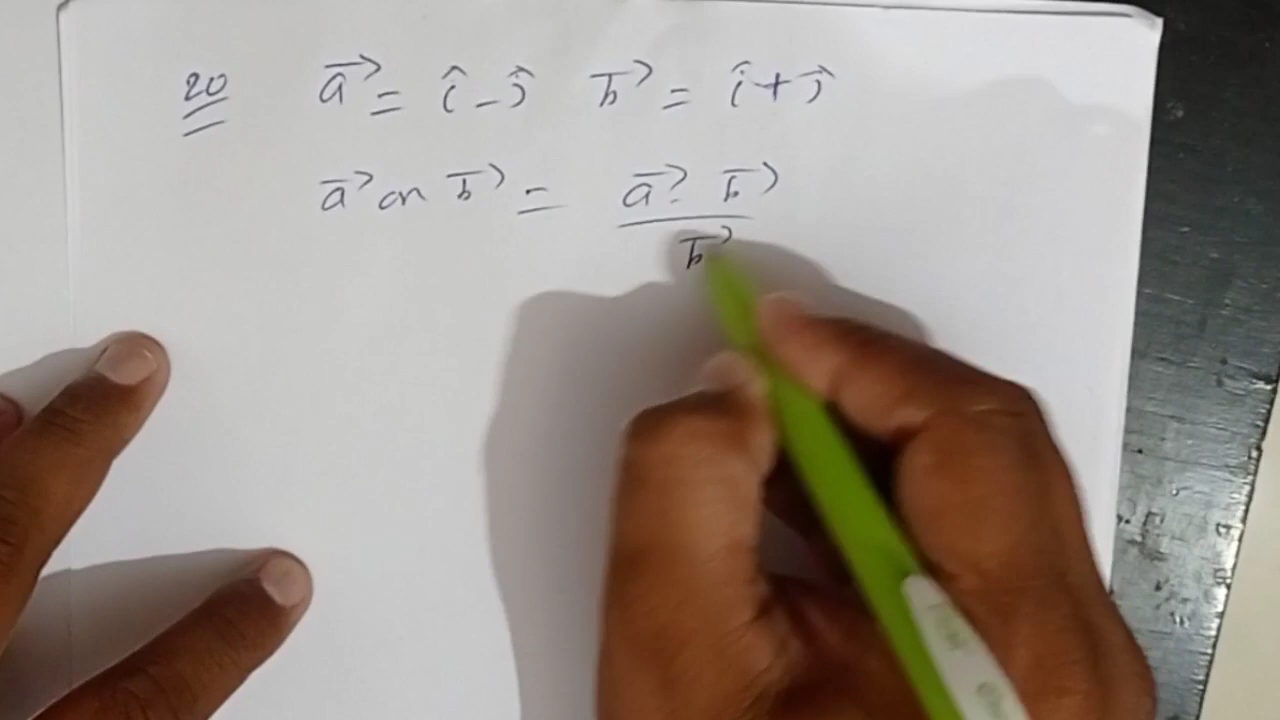 20 a⃗ = î - ĵ b⃗ = î + ĵ
a⃗ on b⃗ = a⃗ . b⃗
b⃗